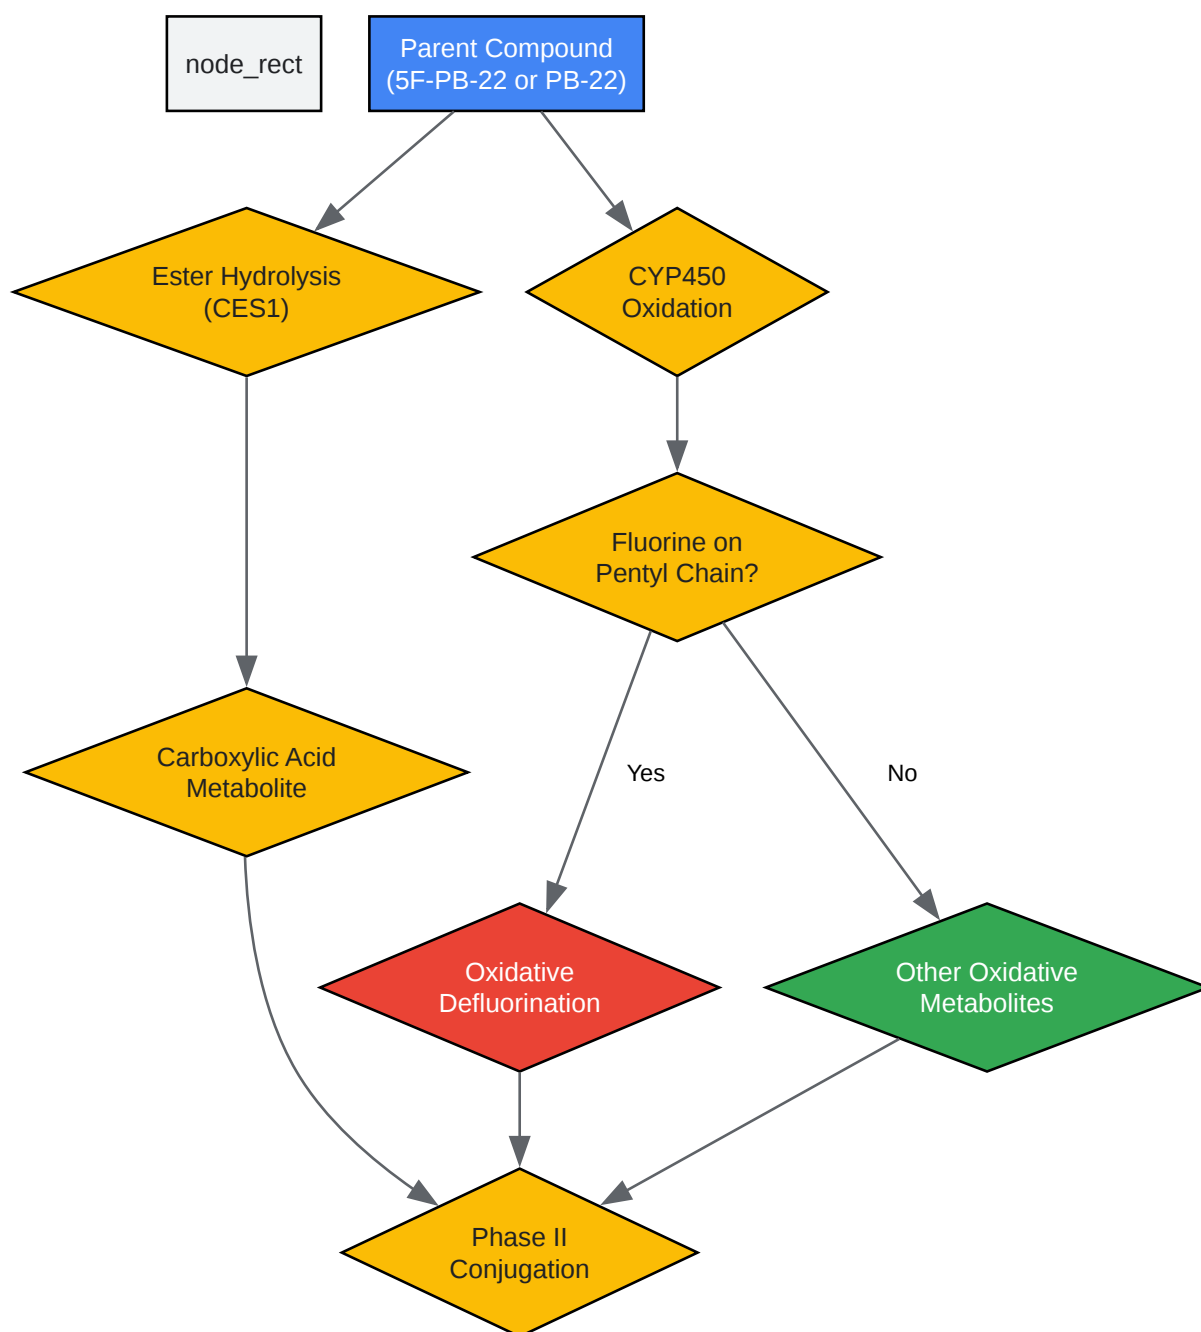 node_rect
Parent Compound
(5F-PB-22 or PB-22)
Ester Hydrolysis
(CES1)
CYP450
Oxidation
Fluorine on
Pentyl Chain?
Carboxylic Acid
Metabolite
Yes
No
Oxidative
Defluorination
Other Oxidative
Metabolites
Phase II
Conjugation